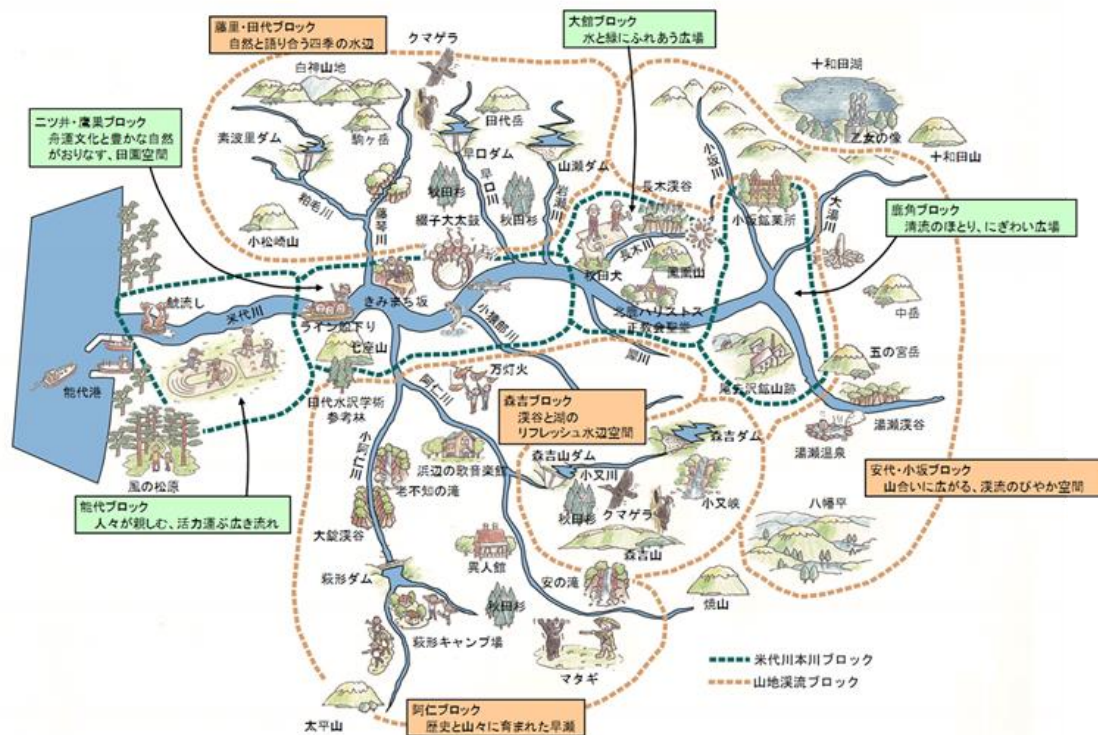 藤里・田代ブロック
自然と語り合う四季の水辺
クマゲラ
大館ブロック
水と緑にふれあう広場
十和田湖
乙女の像
十和田山
白神山地
駒ヶ岳
素波里ダム
田代岳
早口ダム
山瀬ダム
二ツ井・鷹巣ブロック
舟運文化と豊かな自然
がおりなす、田園空間
粕毛川
藤琴川
小松崎山
秋田杉
早口川
綴子大太鼓
秋田杉
岩瀬川
長木渓谷
長木川
秋田犬
鳳凰山
小坂川
小坂鉱業所
大湯川
鹿角ブロック
清流のほとり、にぎわい広場
中岳
五の宮岳
北鹿ハリストス
正教会聖堂
尾去沢鉱山跡
湯瀬渓谷
湯瀬温泉
米代川
ライン船下り
きみまち坂
七座山
小猿部川
犀川
能代港
風の松原
田代水沢学術
参考林
阿仁川
万灯火
森吉ブロック
渓谷と湖の
リフレッシュ水辺空間
能代ブロック
人々が親しむ、活力運ぶ広き流れ
浜辺の歌音楽館
老不知の滝
大錠渓谷
森吉山ダム
森吉ダム
小又川
小又峡
秋田杉
クマゲラ
森吉山
安代・小坂ブロック
山合いに広がる、渓流のびやか空間
八幡平
異人館
安の滝
焼山
萩形ダム
秋田杉
萩形キャンプ場
マタギ
太平山
阿仁ブロック
歴史と山々に育まれた早瀬
米代川本川ブロック
山地渓流ブロック